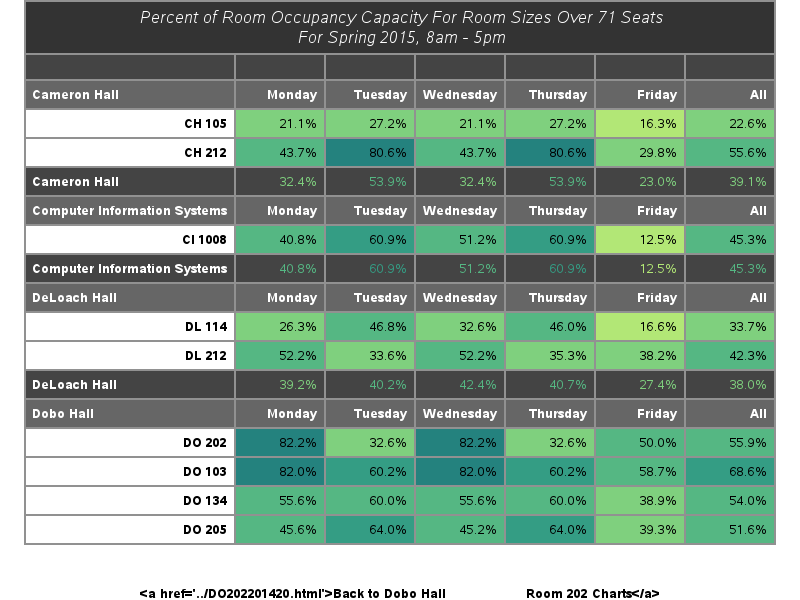 Percent of Room Occupancy Capacity For Room Sizes Over 71 Seats
For Spring 2015, 8am - 5pm
Cameron Hall Monday Tuesday Wednesday Thursday Friday All
CH 105 21.1% 27.2% 21.1% 27.2% 16.3% 22.6%
CH 212 43.7% 80.6% 43.7% 80.6% 29.8% 55.6%
Cameron Hall 32.4% 53.9% 32.4% 53.9% 23.0% 39.1%
Computer Information Systems Monday Tuesday Wednesday Thursday Friday All
CI 1008 40.8% 60.9% 51.2% 60.9% 12.5% 45.3%
Computer Information Systems 40.8% 60.9% 51.2% 60.9% 12.5% 45.3%
DeLoach Hall Monday Tuesday Wednesday Thursday Friday All
DL 114 26.3% 46.8% 32.6% 46.0% 16.6% 33.7%
DL 212 52.2% 33.6% 52.2% 35.3% 38.2% 42.3%
DeLoach Hall 39.2% 40.2% 42.4% 40.7% 27.4% 38.0%
Dobo Hall Monday Tuesday Wednesday Thursday Friday All
DO 202 82.2% 32.6% 82.2% 32.6% 50.0% 55.9%
DO 103 82.0% 60.2% 82.0% 60.2% 58.7% 68.6%
DO 134 55.6% 60.0% 55.6% 60.0% 38.9% 54.0%
DO 205 45.6% 64.0% 45.2% 64.0% 39.3% 51.6%
<a href='../DO202201420.html'>Back to Dobo Hall Room 202 Charts</a>